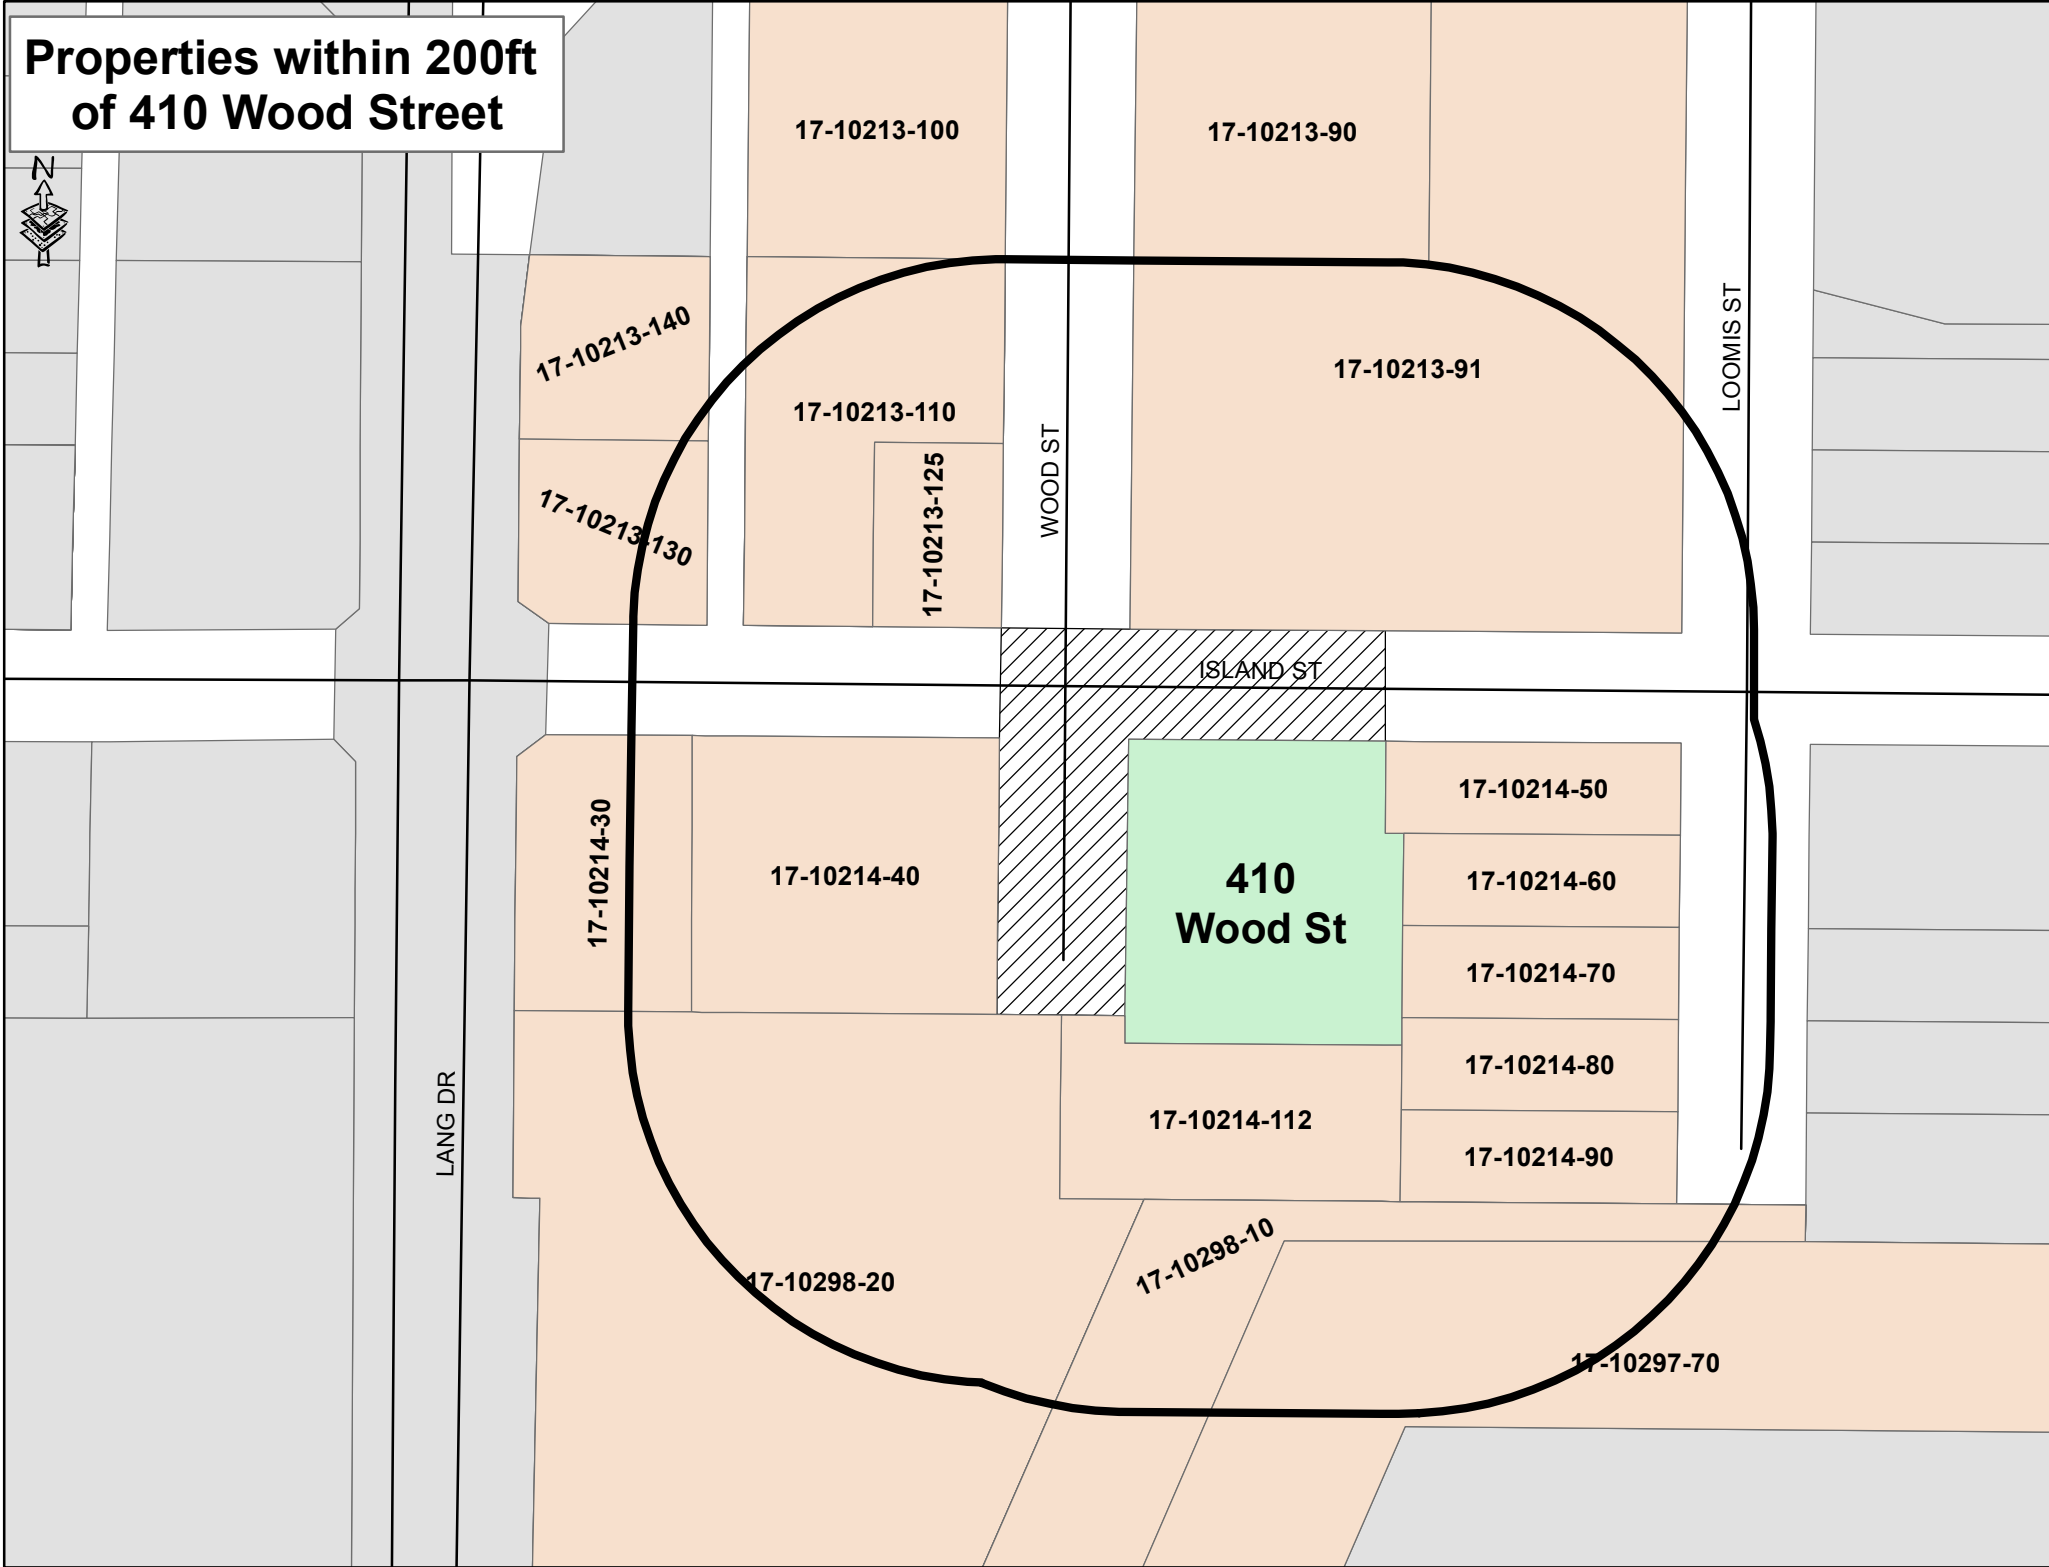 Properties within 200ft
of 410 Wood Street
N
17-10213-100
17-10213-90
17-10213-140
17-10213-91
LOOMIS ST
17-10213-110
17-10213-125
WOOD ST
17-10213-130
ISLAND ST
17-10214-30
17-10214-40
410
Wood St
17-10214-50
17-10214-60
17-10214-70
17-10214-80
17-10214-90
LANG DR
17-10214-112
17-10298-10
17-10298-20
17-10297-70